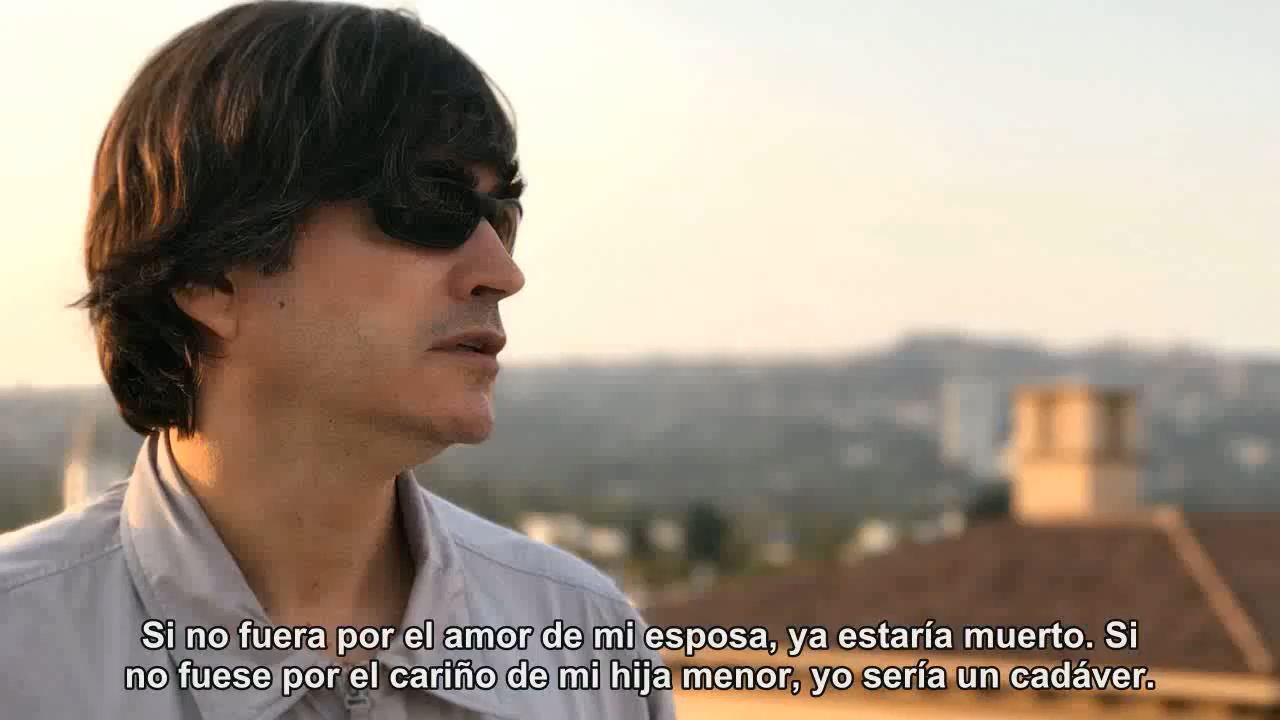 Si no fuera por el amor de mi esposa, ya estaría muerto. Si
no fuese por el cariño de mi hija menor, yo sería un cadáver.